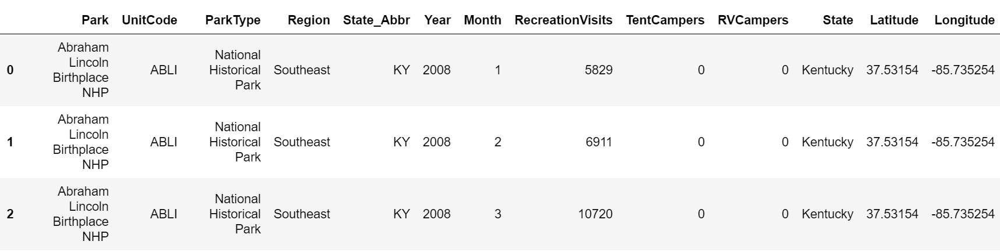 Park UnitCode ParkType Region State_Abbr Year Month RecreationVisits TentCampers RVCampers State Latitude Longitude
0 Abraham Lincoln Birthplace NHP ABLI National Historical Park Southeast KY 2008 1 5829 0 0 Kentucky 37.53154 -85.735254
1 Abraham Lincoln Birthplace NHP ABLI National Historical Park Southeast KY 2008 2 6911 0 0 Kentucky 37.53154 -85.735254
2 Abraham Lincoln Birthplace NHP ABLI National Historical Park Southeast KY 2008 3 10720 0 0 Kentucky 37.53154 -85.735254